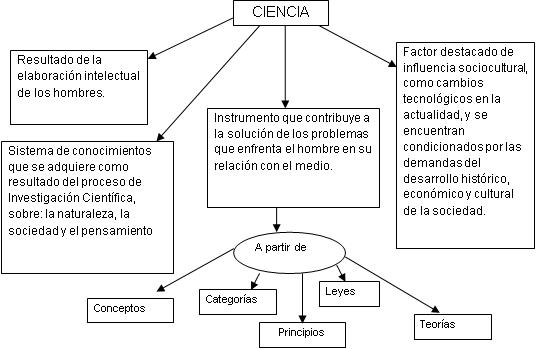 CIENCIA
Resultado de la
elaboración intelectual
de los hombres.
Sistema de conocimientos
que se adquiere como
resultado del proceso de
Investigación Científica,
sobre: la naturaleza, la
sociedad y el pensamiento
Instrumento que contribuye a
la solución de los problemas
que enfrenta el hombre en su
relación con el medio.
Factor destacado de
influencia sociocultural,
como cambios
tecnológicos en la
actualidad, y se
encuentran
condicionados por las
demandas del
desarrollo histórico,
económico y cultural
de la sociedad.
A partir de
Conceptos
Categorías
Principios
Leyes
Teorías